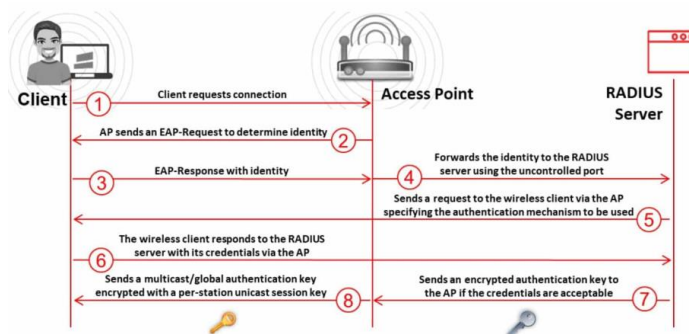 Client
Access Point
RADIUS
Server
1
Client requests connection
AP sends an EAP-Request to determine identity
2
3
EAP-Response with identity
4
Forwards the identity to the RADIUS
server using the uncontrolled port
Sends a request to the wireless client via the AP
specifying the authentication mechanism to be used
5
6
The wireless client responds to the RADIUS
server with its credentials via the AP
Sends an encrypted authentication key to
the AP if the credentials are acceptable
7
Sends a multicast/global authentication key
encrypted with a per-station unicast session key
8